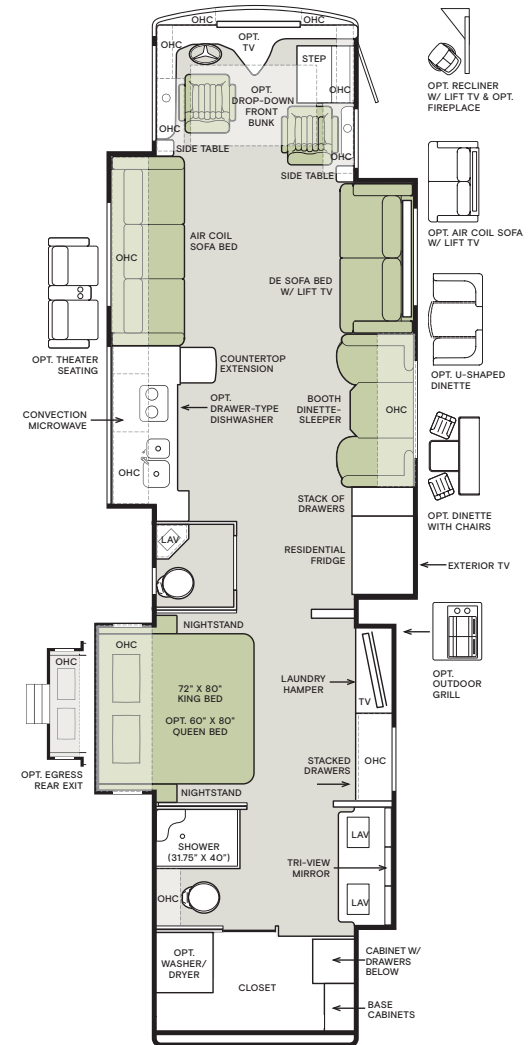 OHC
OHC
OHC
OPT.
TV
STEP
OPT.
DROP-DOWN
FRONT
BUNK
OHC
OHC
OHC
SIDE TABLE
SIDE TABLE
OPT. RECLINER
W/ LIFT TV & OPT.
FIREPLACE
AIR COIL
SOFA BED
OHC
DE SOFA BED
W/ LIFT TV
OPT. AIR COIL SOFA
W/ LIFT TV
OPT. THEATER
SEATING
COUNTERTOP
EXTENSION
OPT. U-SHAPED
DINETTE
CONVECTION
MICROWAVE
OPT.
DRAWER-TYPE
DISHWASHER
BOOTH
DINETTE-
SLEEPER
OHC
OHC
STACK OF
DRAWERS
OPT. DINETTE
WITH CHAIRS
LAV
RESIDENTIAL
FRIDGE
EXTERIOR TV
NIGHTSTAND
OHC
OHC
72" X 80"
KING BED
OPT. 60" X 80"
QUEEN BED
LAUNDRY
HAMPER
TV
OPT.
OUTDOOR
GRILL
OPT. EGRESS
REAR EXIT
STACKED
DRAWERS
OHC
NIGHTSTAND
SHOWER
(31.75" X 40")
LAV
TRI-VIEW
MIRROR
OHC
LAV
OPT.
WASHER/
DRYER
CLOSET
CABINET W/
DRAWERS
BELOW
BASE
CABINETS